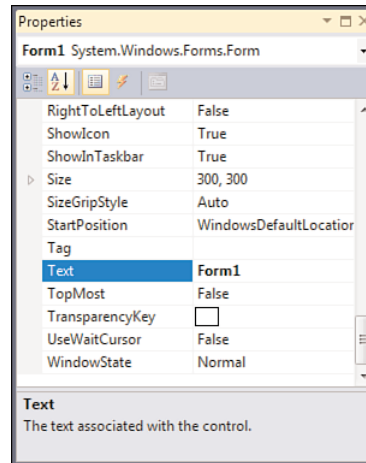 Properties
Form1 System.Windows.Forms.Form
RightToLeftLayout False
ShowIcon True
ShowInTaskbar True
Size 300, 300
SizeGripStyle Auto
StartPosition WindowsDefaultLocation
Tag
Text Form1
TopMost False
TransparencyKey
UseWaitCursor False
WindowState Normal
Text
The text associated with the control.